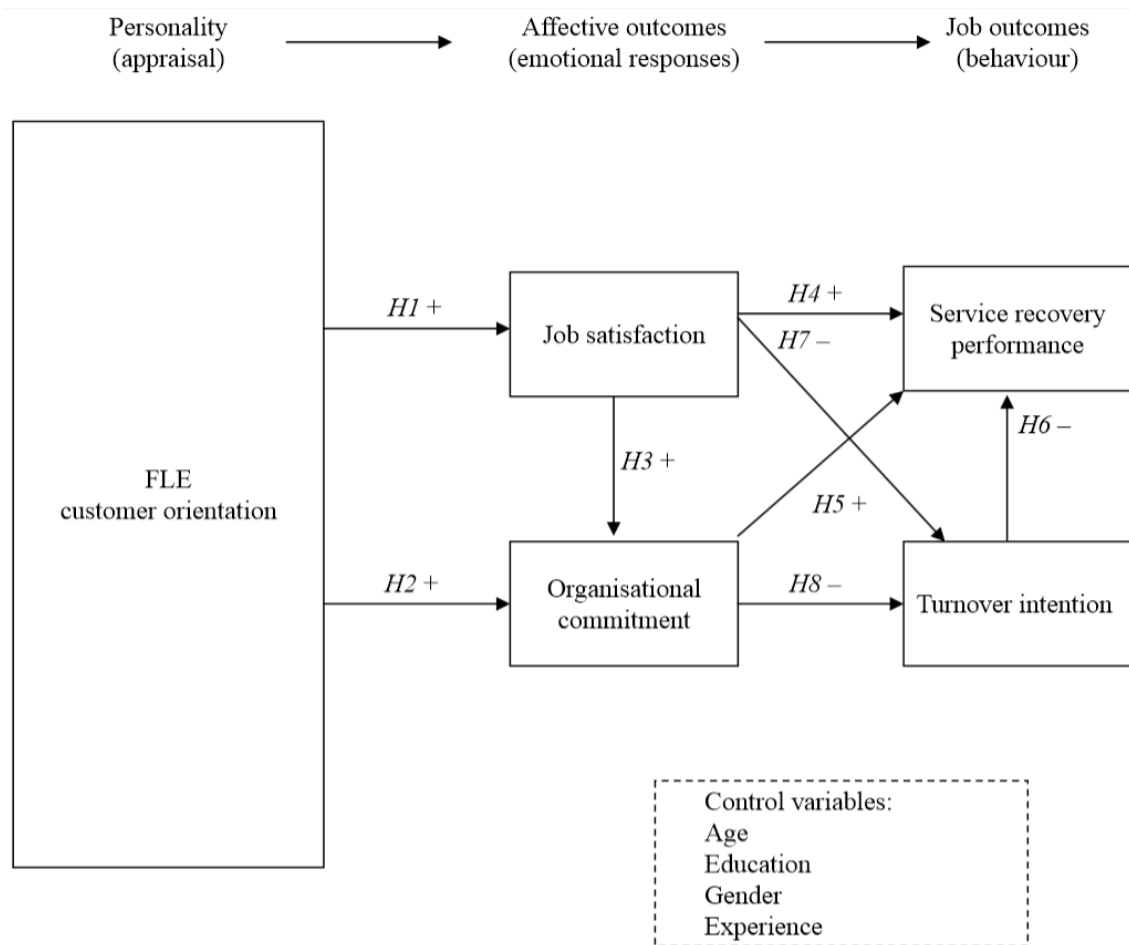 Personality
(appraisal)
Affective outcomes
(emotional responses)
Job outcomes
(behaviour)
FLE
customer orientation
H1 +
H2 +
Job satisfaction
H3 +
Organisational
commitment
H4 +
H7 –
H5 +
H8 –
Service recovery
performance
H6 –
Turnover intention
Control variables:
Age
Education
Gender
Experience